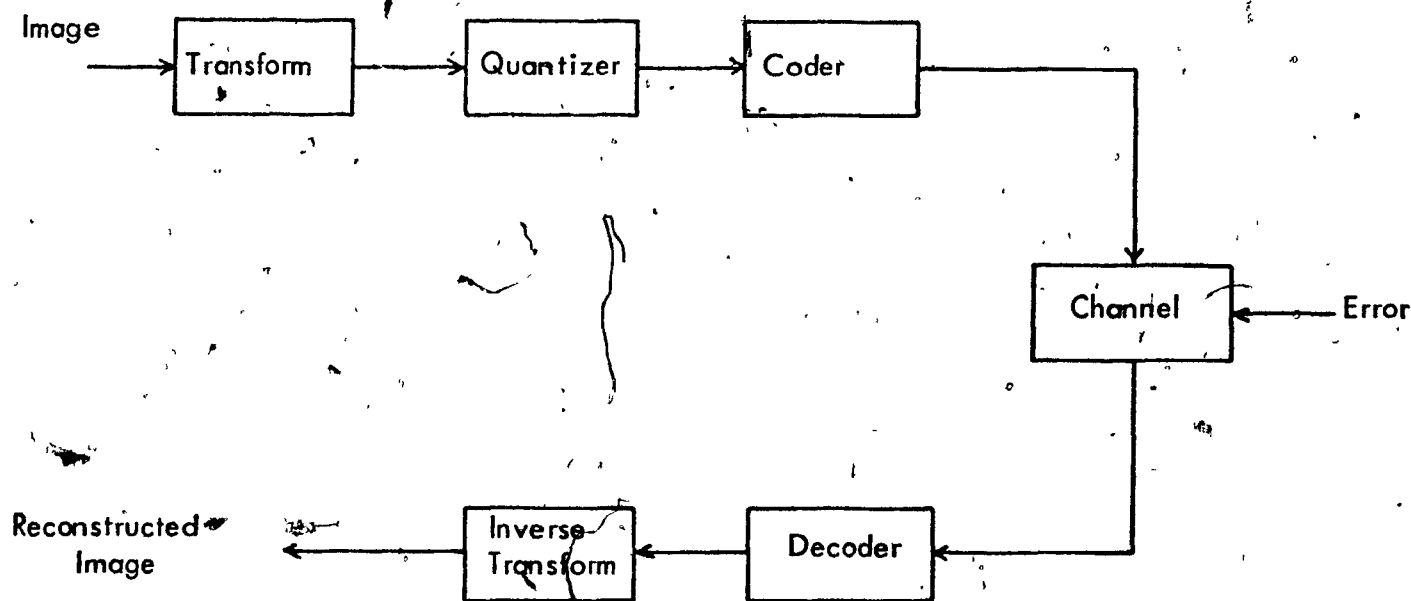 Image
Transform
Quantizer
Coder
Channel
Error
Decoder
Inverse
Transform
Reconstructed
Image